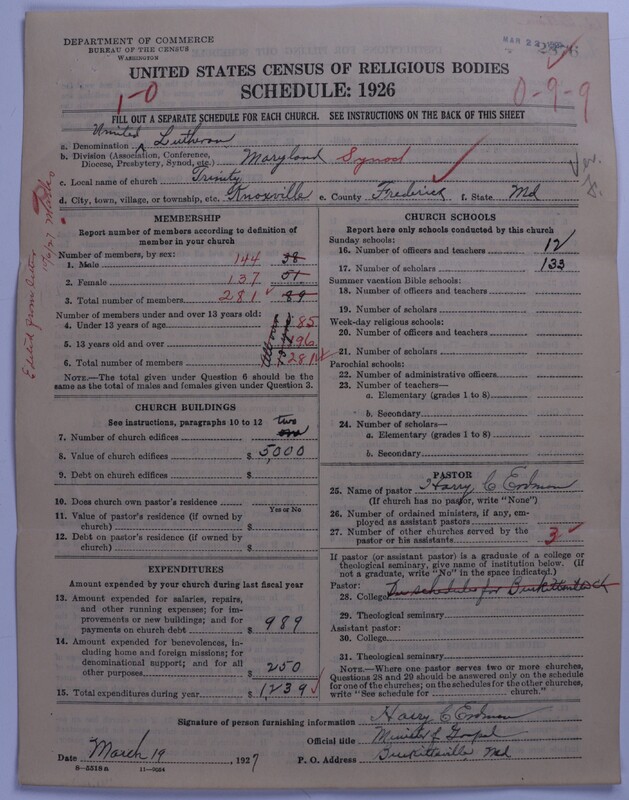 DEPARTMENT OF COMMERCE
BUREAU OF THE CENSUS
WASHINGTON
MAR 22
UNITED STATES CENSUS OF RELIGIOUS BODIES
SCHEDULE: 1926
1-0
0-9-9
FILL OUT A SEPARATE SCHEDULE FOR EACH CHURCH. SEE INSTRUCTIONS ON THE BACK OF THIS SHEET
a. Denomination United Lutheran
b. Division (Association, Conference, Diocese, Presbytery, Synod, etc.) Maryland Synod
c. Local name of church Trinity
d. City, town, village, or township, etc. Knoxville e. County Frederick f. State Md
MEMBERSHIP
Report number of members according to definition of
member in your church
Number of members, by sex:
1. Male 144 38
2. Female 137 51
3. Total number of members 281 89
Number of members under and over 13 years old:
4. Under 13 years of age 85
5. 13 years old and over 196
6. Total number of members 281
NOTE.—The total given under Question 6 should be the
same as the total of males and females given under Question 3.
CHURCH BUILDINGS
See instructions, paragraphs 10 to 12
7. Number of church edifices two one
8. Value of church edifices $ 5,000
9. Debt on church edifices $
10. Does church own pastor's residence
Yes or No
11. Value of pastor's residence (if owned by
church) $
12. Debt on pastor's residence (if owned by
church) $
EXPENDITURES
Amount expended by your church during last fiscal year
13. Amount expended for salaries, repairs,
and other running expenses; for im-
provements or new buildings; and for
payments on church debt $ 989
14. Amount expended for benevolences, in-
cluding home and foreign missions; for
denominational support; and for all
other purposes $ 250
15. Total expenditures during year $ 1239
CHURCH SCHOOLS
Report here only schools conducted by this church
Sunday schools:
16. Number of officers and teachers 12
17. Number of scholars 133
Summer vacation Bible schools:
18. Number of officers and teachers
19. Number of scholars
Week-day religious schools:
20. Number of officers and teachers
21. Number of scholars
Parochial schools:
22. Number of administrative officers
23. Number of teachers—
a. Elementary (grades 1 to 8)
b. Secondary
24. Number of scholars—
a. Elementary (grades 1 to 8)
b. Secondary
PASTOR
25. Name of pastor Harry C Erdman
(If church has no pastor, write "None")
26. Number of ordained ministers, if any, em-
ployed as assistant pastors
27. Number of other churches served by the
pastor or his assistants 3
If pastor (or assistant pastor) is a graduate of a college or
theological seminary, give name of institution below. (If
not a graduate, write "No" in the space indicated.)
Pastor:
28. College See schedules for Burkittsville ch
29. Theological seminary
Assistant pastor:
30. College
31. Theological seminary
NOTE.—Where one pastor serves two or more churches,
Questions 28 and 29 should be answered only on the schedule
for one of the churches; on the schedules for the other churches,
write "See schedule for church."
Signature of person furnishing information Harry C Erdman
Official title Minister of Gospel
Date March 19, 1927 P. O. Address Burkittsville, Md
8—5518 a 11—9084